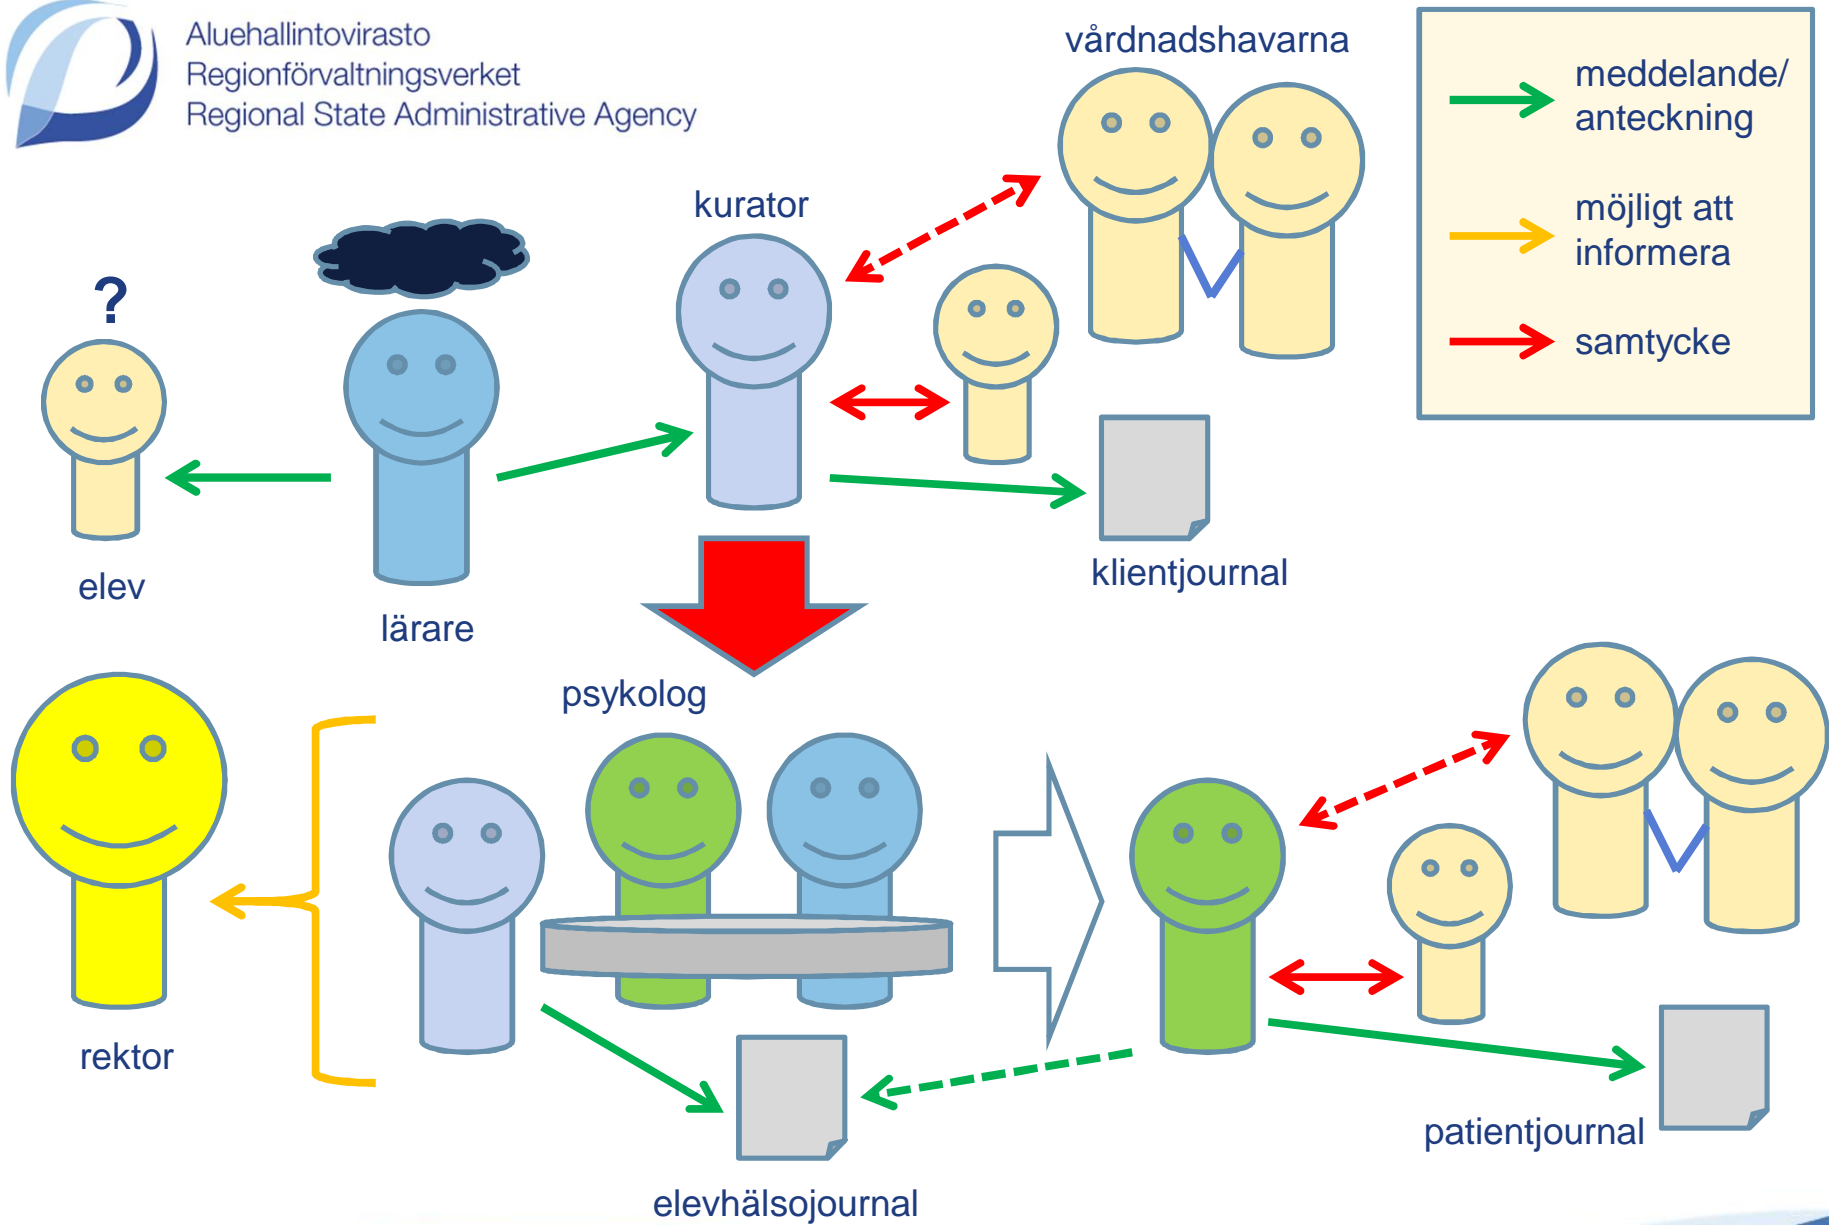 Aluehallintovirasto
Regionförvaltningsverket
Regional State Administrative Agency
vårdnadshavarna
meddelande/
anteckning
möjligt att
informera
samtycke
kurator
?
elev
lärare
klientjournal
psykolog
rektor
patientjournal
elevhälsojournal